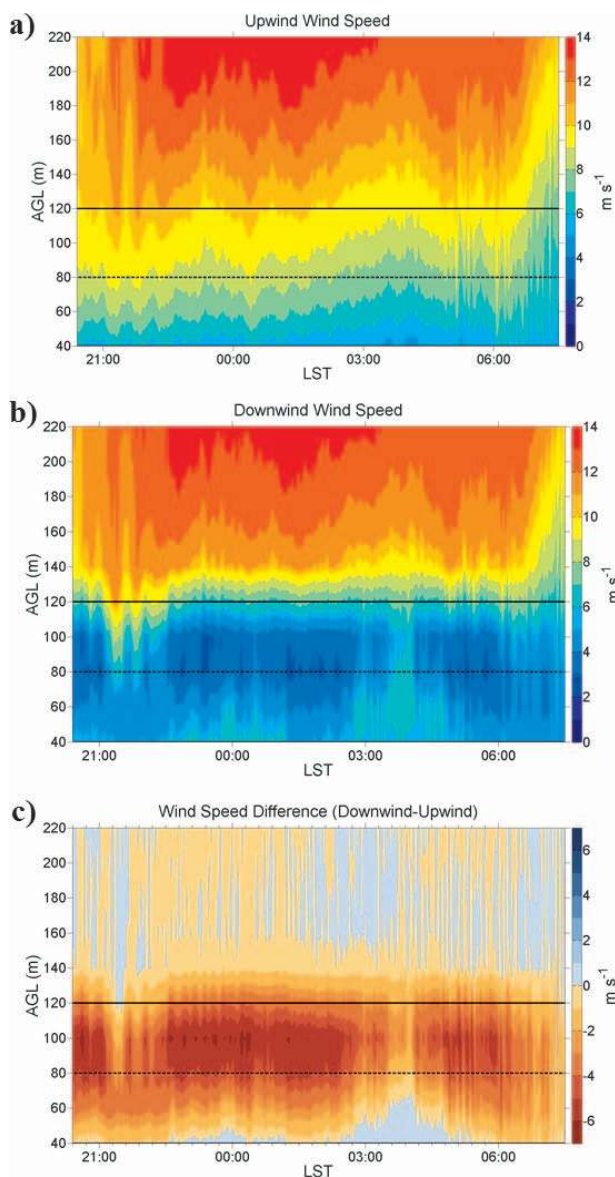 a)
Upwind Wind Speed
220
200
180
160
140
120
100
80
60
40
AGL (m)
21:00 00:00 03:00 06:00
LST
14
12
10
8
6
4
2
0
m s⁻¹
b)
Downwind Wind Speed
220
200
180
160
140
120
100
80
60
40
AGL (m)
21:00 00:00 03:00 06:00
LST
14
12
10
8
6
4
2
0
m s⁻¹
c)
Wind Speed Difference (Downwind-Upwind)
220
200
180
160
140
120
100
80
60
40
AGL (m)
21:00 00:00 03:00 06:00
LST
6
4
2
0
-2
-4
-6
m s⁻¹